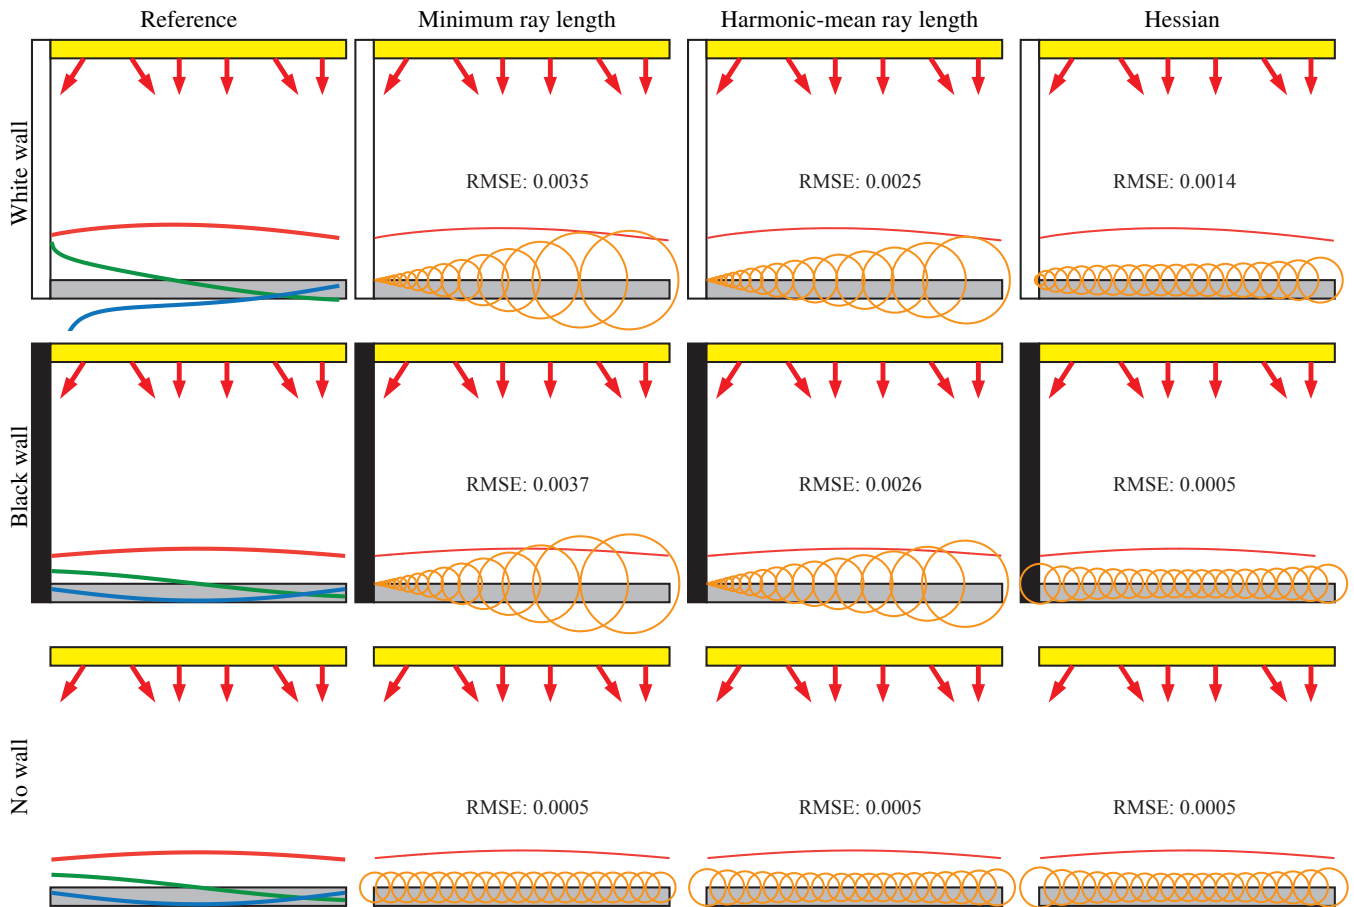 Reference
Minimum ray length
Harmonic-mean ray length
Hessian
White wall
RMSE: 0.0035
RMSE: 0.0025
RMSE: 0.0014
Black wall
RMSE: 0.0037
RMSE: 0.0026
RMSE: 0.0005
No wall
RMSE: 0.0005
RMSE: 0.0005
RMSE: 0.0005